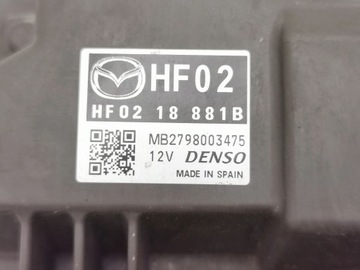 HF02
HF02 18 881B
MB2798003475
12V DENSO
MADE IN SPAIN